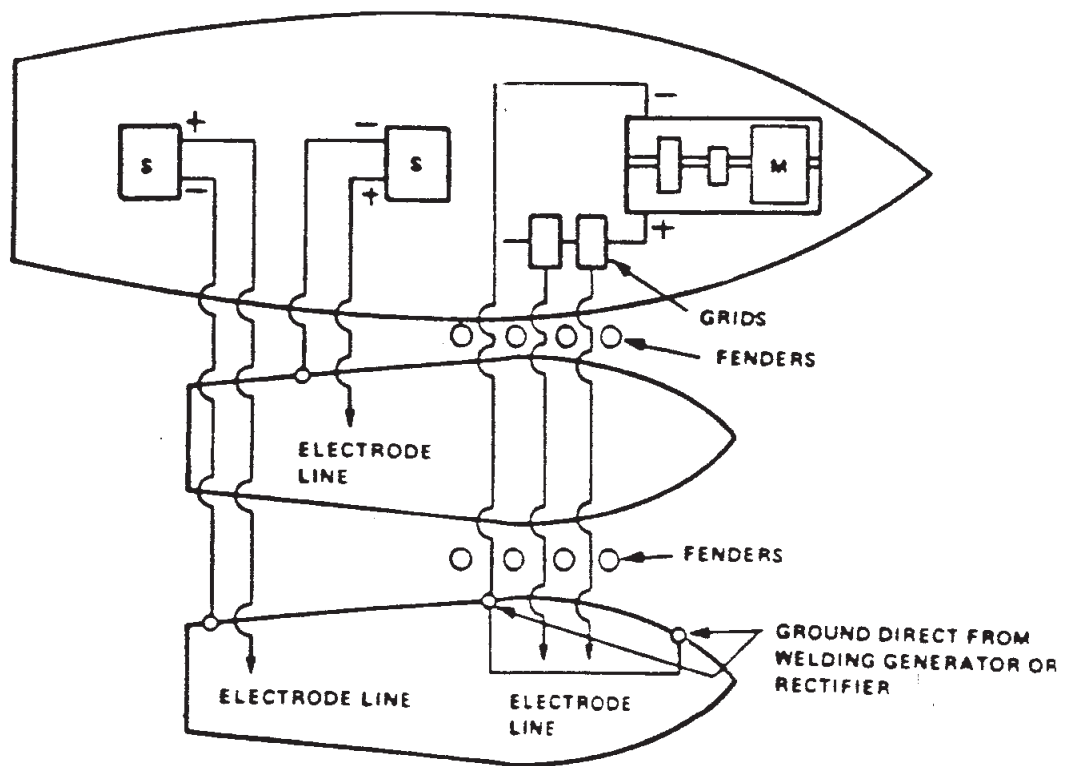 +
−
S
−
+
S
−
M
+
GRIDS
FENDERS
ELECTRODE
LINE
FENDERS
GROUND DIRECT FROM
WELDING GENERATOR OR
RECTIFIER
ELECTRODE LINE
ELECTRODE
LINE